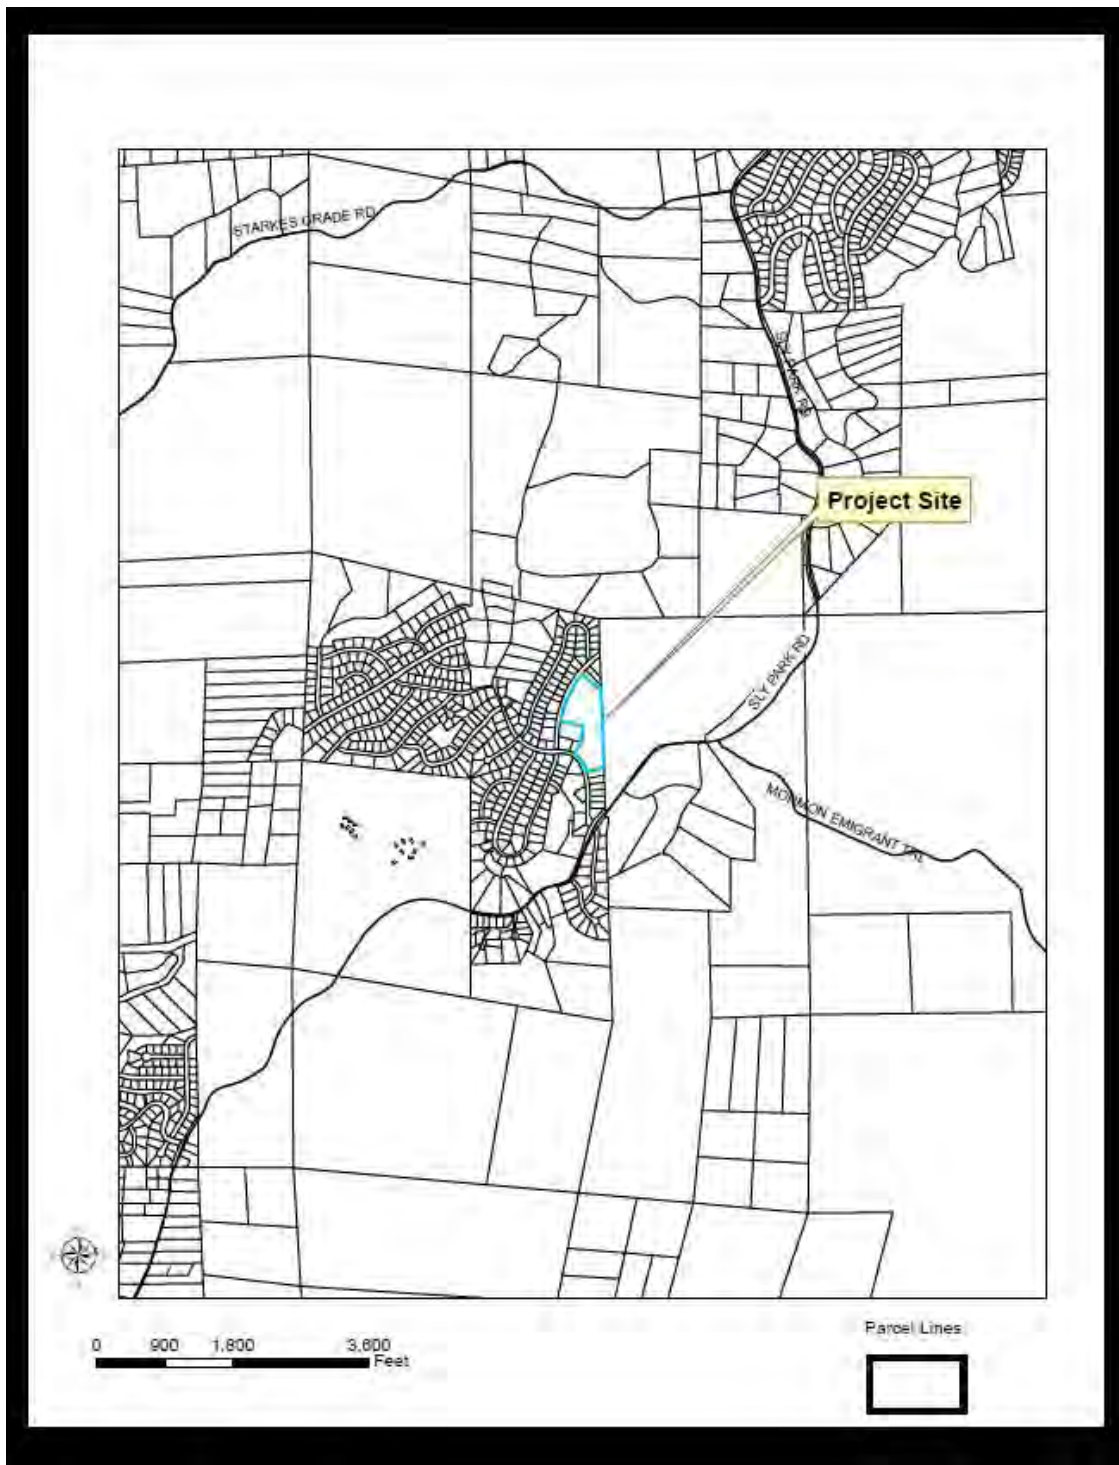 STARKES GRADE RD
SLY PARK RD
Project Site
SLY PARK RD
MORMON EMIGRANT TRL
0 900 1,800 3,600
Feet
Parcel Lines